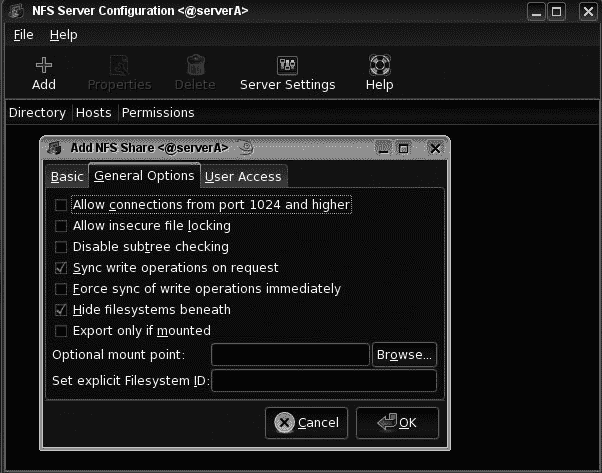 NFS Server Configuration <@serverA>
File Help
Add Properties Delete Server Settings Help
Directory Hosts Permissions
Add NFS Share <@serverA>
Basic General Options User Access
Allow connections from port 1024 and higher
Allow insecure file locking
Disable subtree checking
Sync write operations on request
Force sync of write operations immediately
Hide filesystems beneath
Export only if mounted
Optional mount point: Browse...
Set explicit Filesystem ID:
Cancel OK